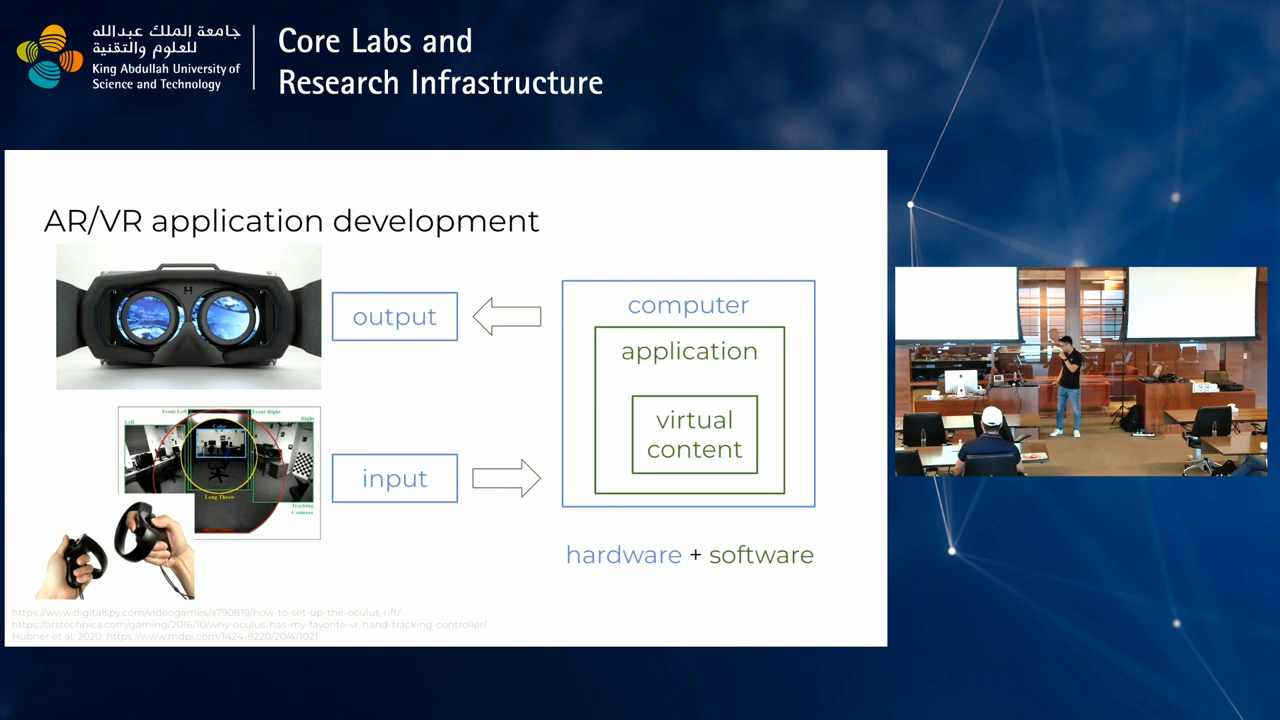 جامعة الملك عبدالله
للعلوم والتقنية
King Abdullah University of
Science and Technology
Core Labs and
Research Infrastructure
AR/VR application development
output
computer
application
virtual
content
input
hardware + software
Left
Front Left
Front Right
Right
Color
Long Throw
Tracking
Cameras
https://www.digitalspy.com/videogames/a790819/how-to-set-up-the-oculus-rift/
https://arstechnica.com/gaming/2016/10/why-oculus-has-my-favorite-vr-hand-tracking-controller/
Hübner et al. 2020: https://www.mdpi.com/1424-8220/20/4/1021